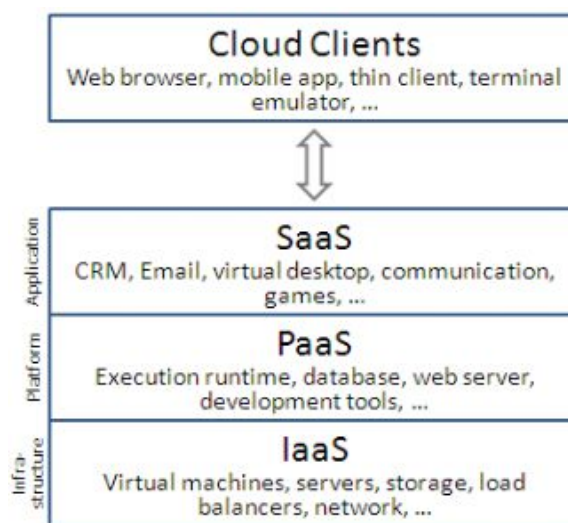 Cloud Clients
Web browser, mobile app, thin client, terminal
emulator, ...
Application
SaaS
CRM, Email, virtual desktop, communication,
games, ...
Platform
PaaS
Execution runtime, database, web server,
development tools, ...
Infra-
structure
IaaS
Virtual machines, servers, storage, load
balancers, network, ...